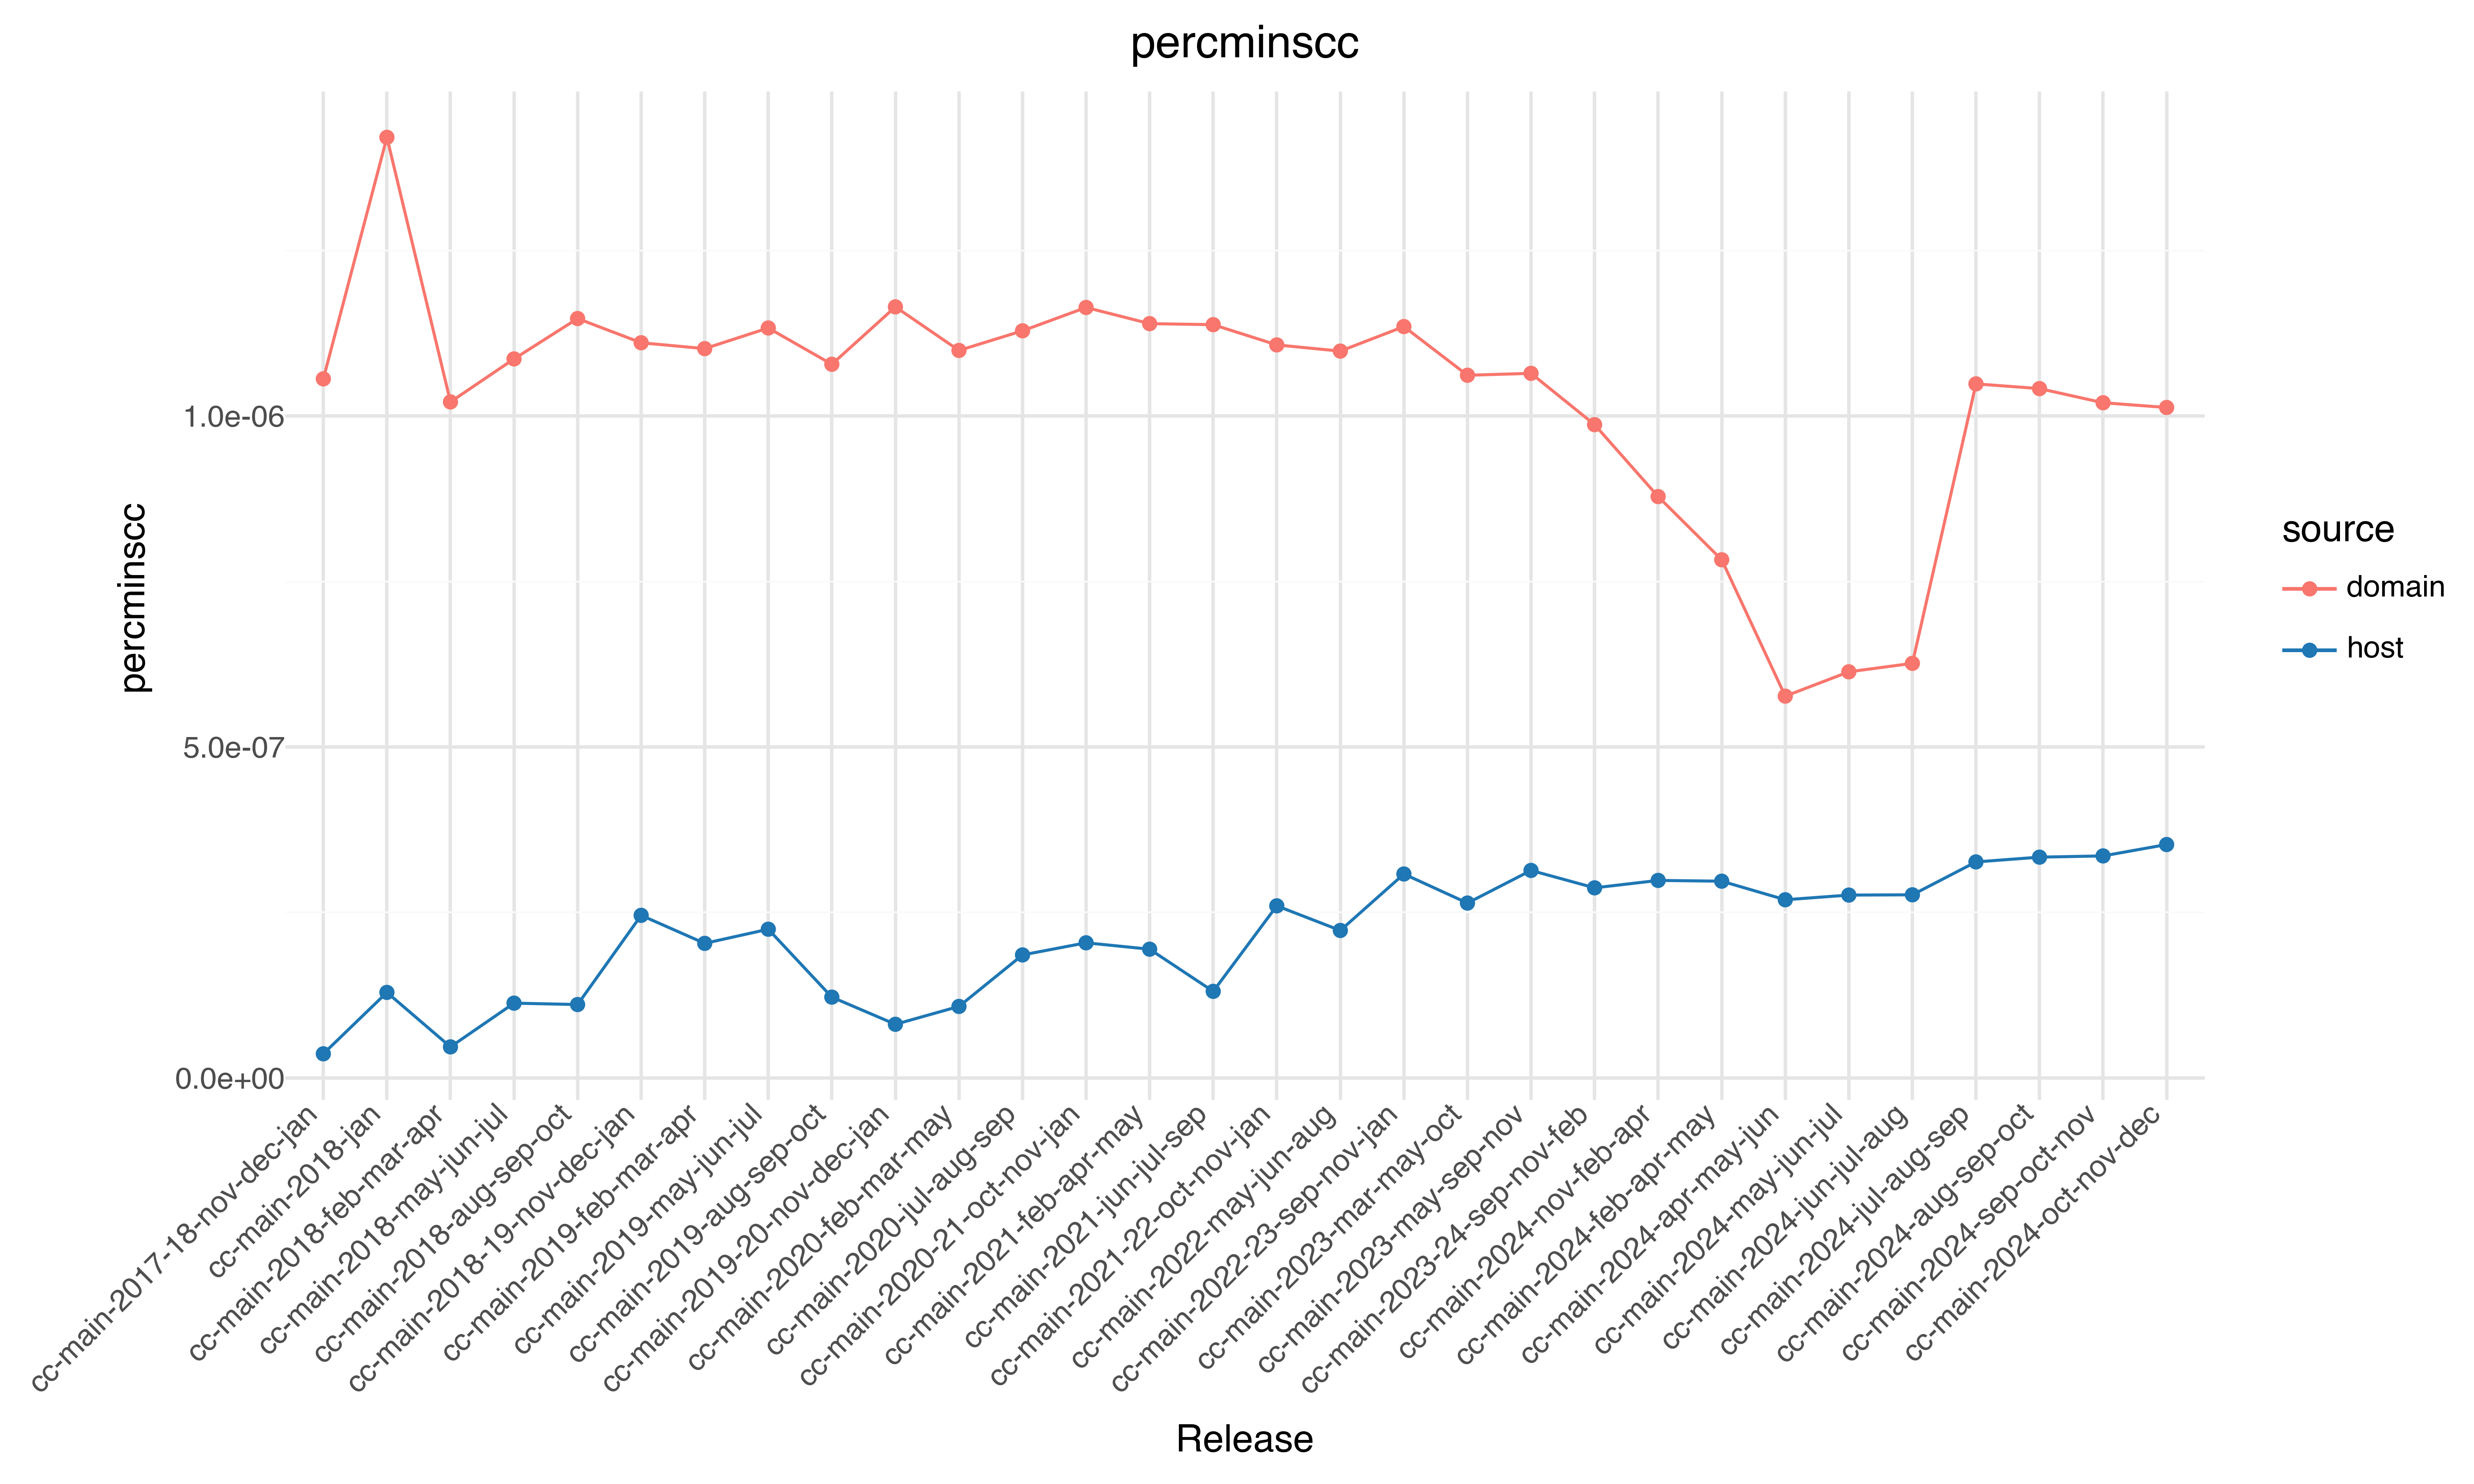 percminscc
percminscc
1.0e-06
5.0e-07
0.0e+00
cc-main-2017-18-nov-dec-jan
cc-main-2018-jan
cc-main-2018-feb-mar-apr
cc-main-2018-may-jun-jul
cc-main-2018-aug-sep-oct
cc-main-2018-19-nov-dec-jan
cc-main-2019-feb-mar-apr
cc-main-2019-may-jun-jul
cc-main-2019-aug-sep-oct
cc-main-2019-20-nov-dec-jan
cc-main-2020-feb-mar-may
cc-main-2020-jul-aug-sep
cc-main-2020-21-oct-nov-jan
cc-main-2021-feb-apr-may
cc-main-2021-jun-jul-sep
cc-main-2021-22-oct-nov-jan
cc-main-2022-may-jun-aug
cc-main-2022-23-sep-nov-jan
cc-main-2023-mar-may-oct
cc-main-2023-may-sep-nov
cc-main-2023-24-sep-nov-feb
cc-main-2024-nov-feb-apr
cc-main-2024-feb-apr-may
cc-main-2024-apr-may-jun
cc-main-2024-may-jun-jul
cc-main-2024-jun-jul-aug
cc-main-2024-jul-aug-sep
cc-main-2024-aug-sep-oct
cc-main-2024-sep-oct-nov
cc-main-2024-oct-nov-dec
Release
source
domain
host